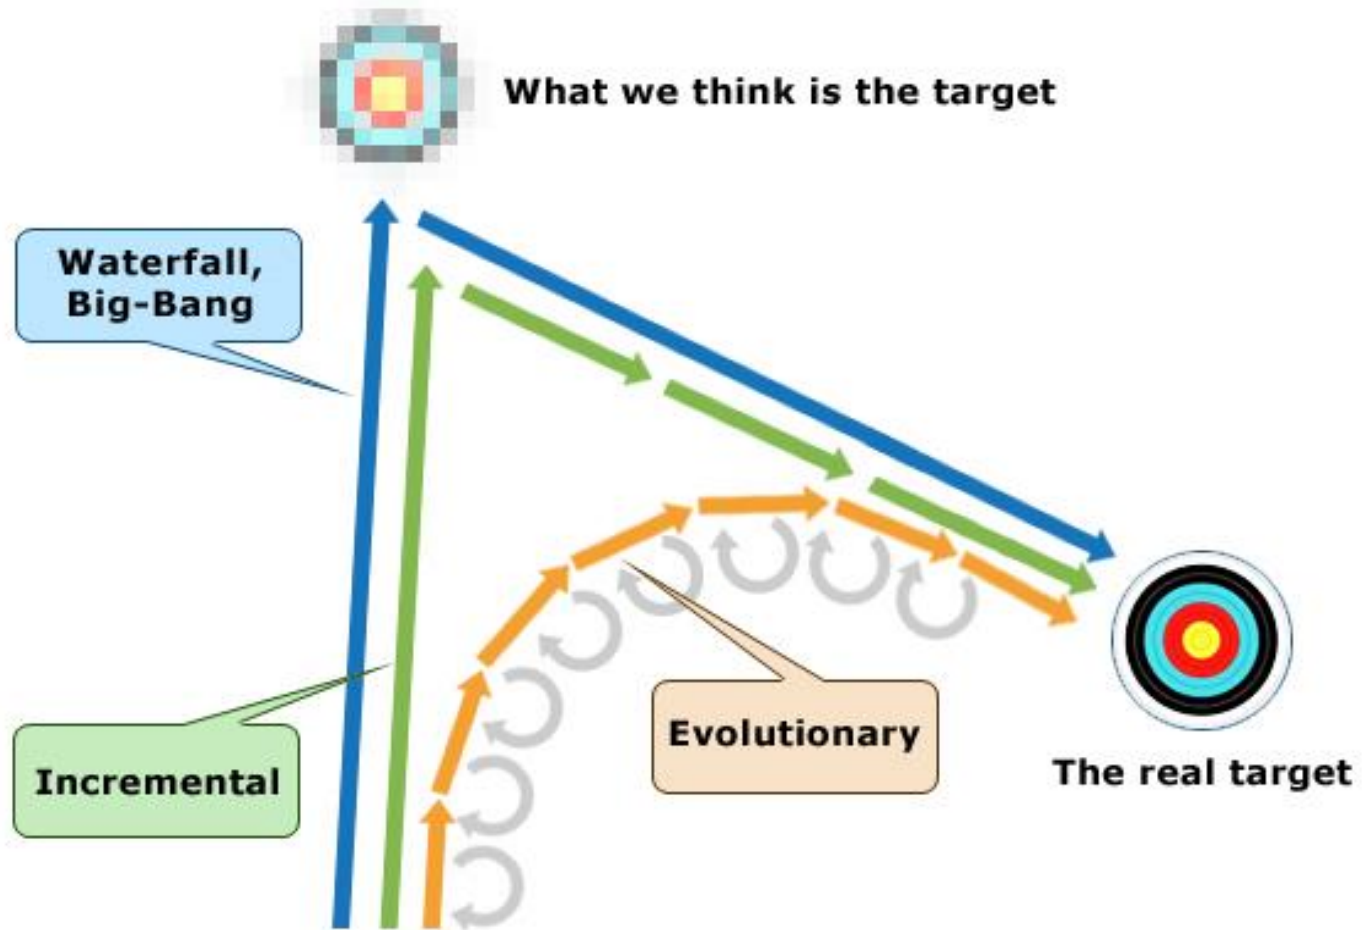 What we think is the target
Waterfall,
Big-Bang
Evolutionary
Incremental
The real target